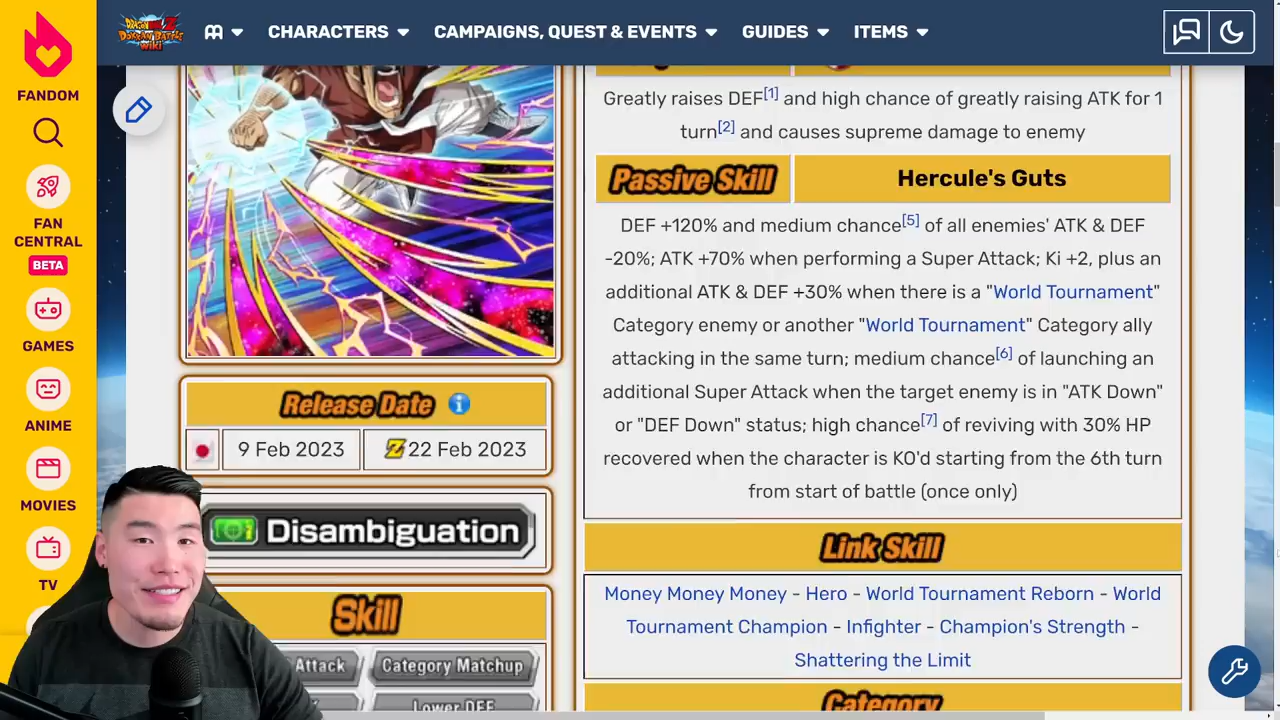 DRAGON BALL Z
DOKKAN BATTLE
WIKI
CHARACTERS
CAMPAIGNS, QUEST & EVENTS
GUIDES
ITEMS
FANDOM
FAN
CENTRAL
BETA
GAMES
ANIME
MOVIES
TV
Greatly raises DEF[1] and high chance of greatly raising ATK for 1
turn[2] and causes supreme damage to enemy
Passive Skill
Hercule's Guts
DEF +120% and medium chance[5] of all enemies' ATK & DEF
-20%; ATK +70% when performing a Super Attack; Ki +2, plus an
additional ATK & DEF +30% when there is a "World Tournament"
Category enemy or another "World Tournament" Category ally
attacking in the same turn; medium chance[6] of launching an
additional Super Attack when the target enemy is in "ATK Down"
or "DEF Down" status; high chance[7] of reviving with 30% HP
recovered when the character is KO'd starting from the 6th turn
from start of battle (once only)
Release Date
9 Feb 2023
Z 22 Feb 2023
Disambiguation
Skill
Attack
Category Matchup
Lower DEF
Link Skill
Money Money Money - Hero - World Tournament Reborn - World
Tournament Champion - Infighter - Champion's Strength -
Shattering the Limit
Category